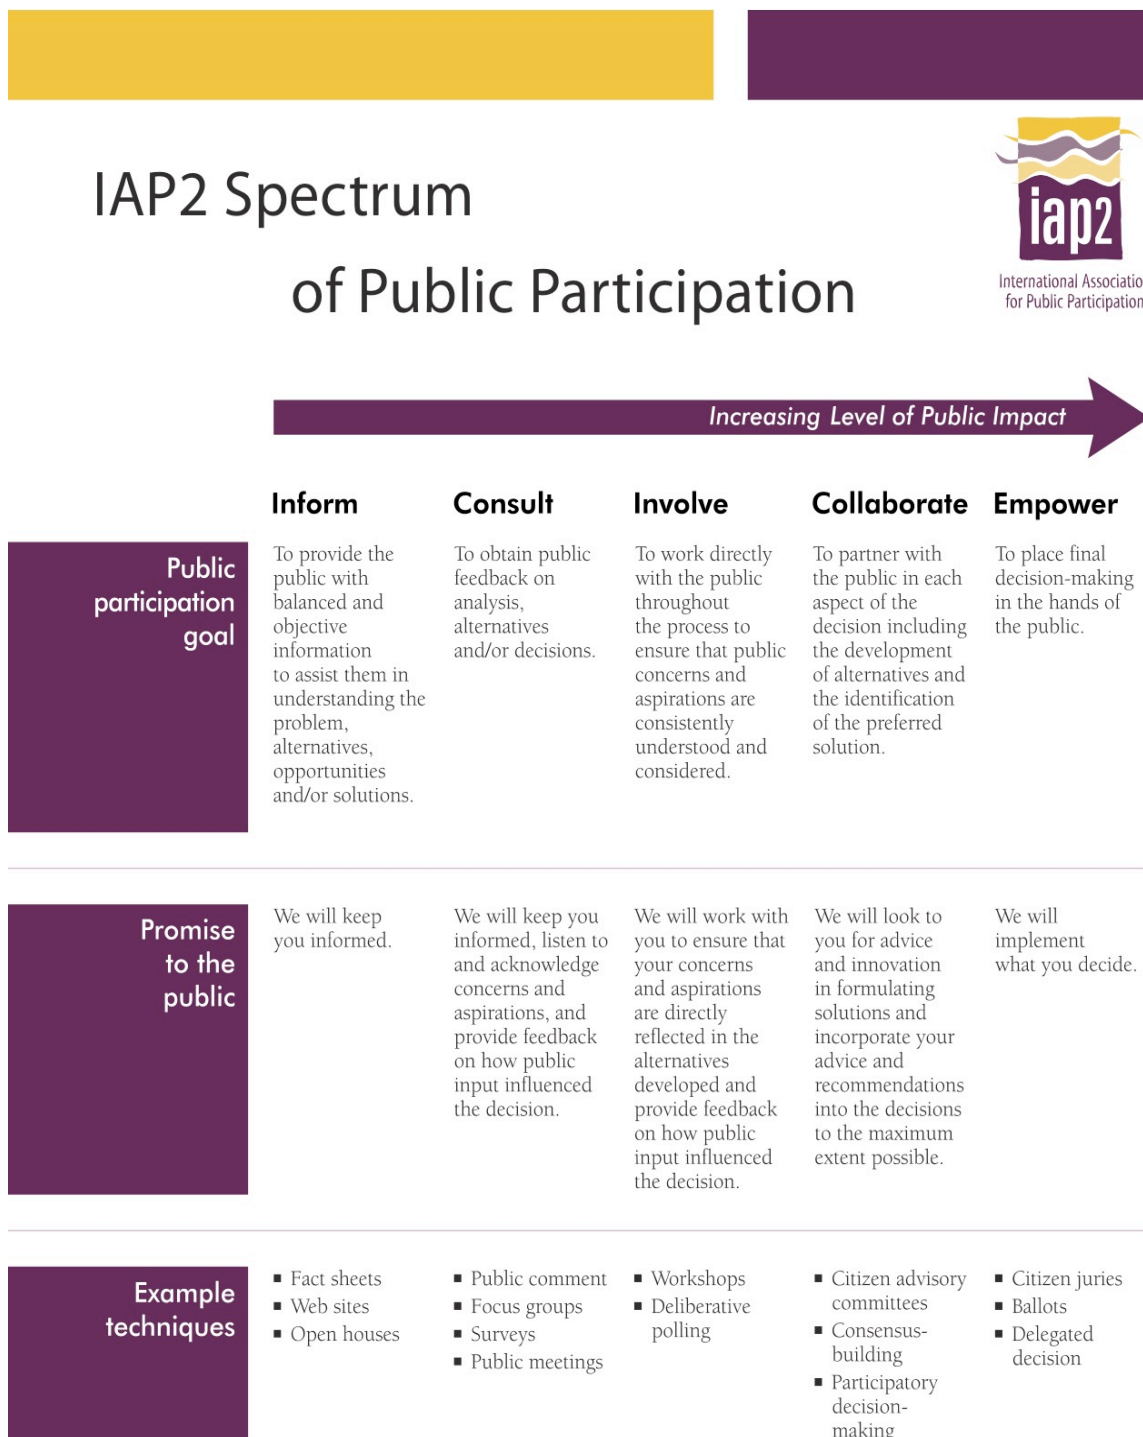 IAP2 Spectrum
of Public Participation
iap2
International Associatio
for Public Participation
Increasing Level of Public Impact
Inform
Consult
Involve
Collaborate
Empower
Public
participation
goal
To provide the
public with
balanced and
objective
information
to assist them in
understanding the
problem,
alternatives,
opportunities
and/or solutions.
To obtain public
feedback on
analysis,
alternatives
and/or decisions.
To work directly
with the public
throughout
the process to
ensure that public
concerns and
aspirations are
consistently
understood and
considered.
To partner with
the public in each
aspect of the
decision including
the development
of alternatives and
the identification
of the preferred
solution.
To place final
decision-making
in the hands of
the public.
Promise
to the
public
We will keep
you informed.
We will keep you
informed, listen to
and acknowledge
concerns and
aspirations, and
provide feedback
on how public
input influenced
the decision.
We will work with
you to ensure that
your concerns
and aspirations
are directly
reflected in the
alternatives
developed and
provide feedback
on how public
input influenced
the decision.
We will look to
you for advice
and innovation
in formulating
solutions and
incorporate your
advice and
recommendations
into the decisions
to the maximum
extent possible.
We will
implement
what you decide.
Example
techniques
▪ Fact sheets
▪ Web sites
▪ Open houses
▪ Public comment
▪ Focus groups
▪ Surveys
▪ Public meetings
▪ Workshops
▪ Deliberative
polling
▪ Citizen advisory
committees
▪ Consensus-
building
▪ Participatory
decision-
making
▪ Citizen juries
▪ Ballots
▪ Delegated
decision